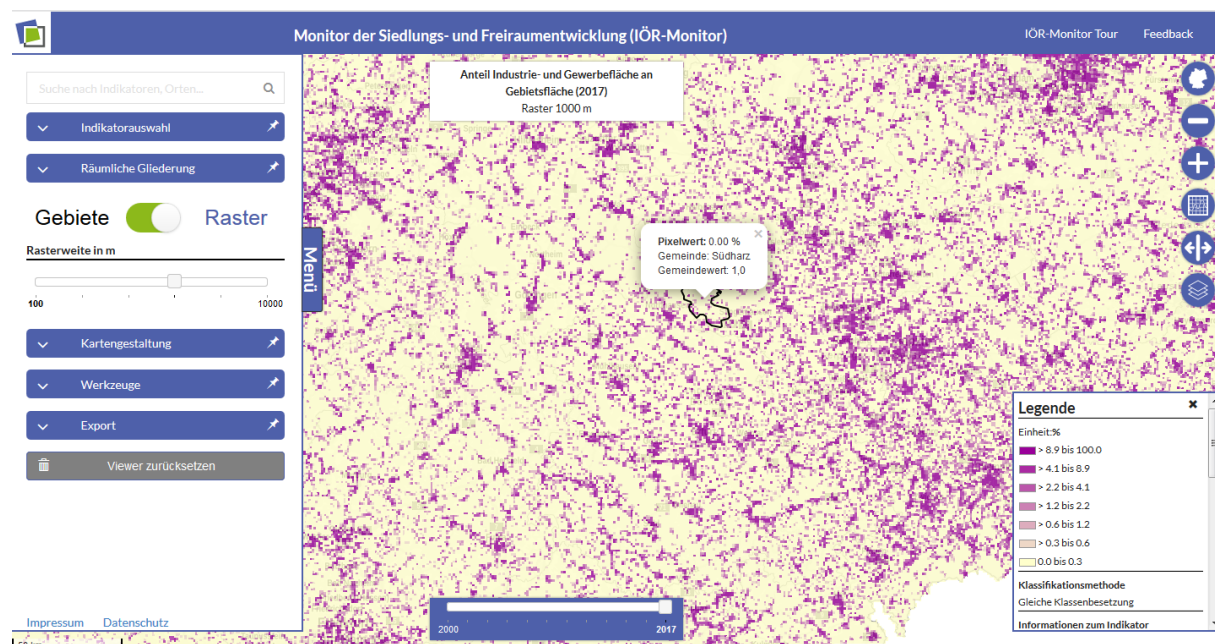 Monitor der Siedlungs- und Freiraumentwicklung (IÖR-Monitor)
IÖR-Monitor Tour
Feedback
Suche nach Indikatoren, Orten...
Indikatorauswahl
Räumliche Gliederung
Gebiete
Raster
Rasterweite in m
100
10000
Kartengestaltung
Werkzeuge
Export
Viewer zurücksetzen
Impressum
Datenschutz
Menü
Anteil Industrie- und Gewerbefläche an
Gebietsfläche (2017)
Raster 1000 m
Pixelwert: 0.00 %
Gemeinde: Südharz
Gemeindewert: 1,0
2000
2017
Legende
Einheit:%
> 8.9 bis 100.0
> 4.1 bis 8.9
> 2.2 bis 4.1
> 1.2 bis 2.2
> 0.6 bis 1.2
> 0.3 bis 0.6
0.0 bis 0.3
Klassifikationsmethode
Gleiche Klassenbesetzung
Informationen zum Indikator